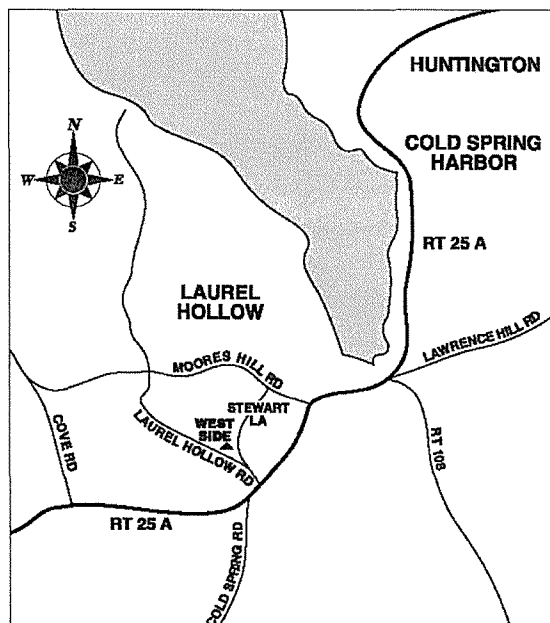 HUNTINGTON
COLD SPRING
HARBOR
N
W
E
S
RT 25 A
LAUREL
HOLLOW
LAWRENCE HILL RD
MOORES HILL RD
STEWART
LA
WEST
SIDE
LAUREL HOLLOW RD
COVE RD
RT 108
RT 25 A
COLD SPRING RD